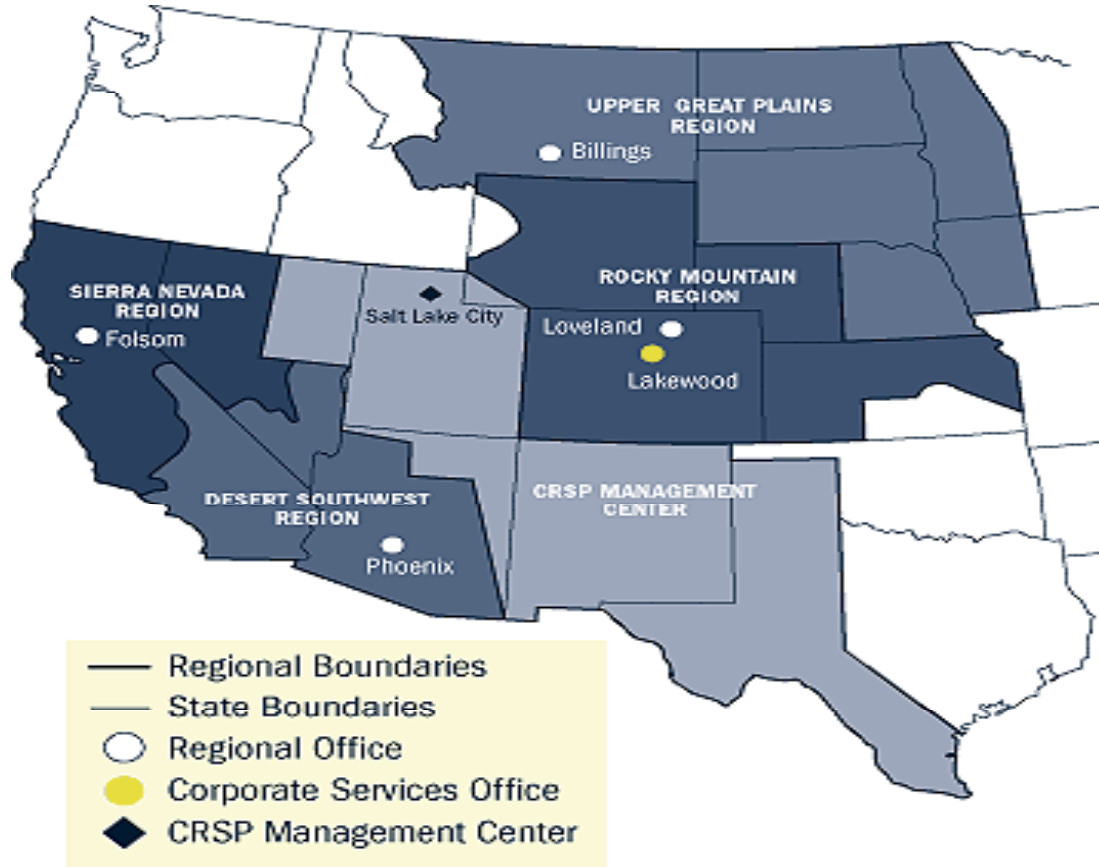 UPPER GREAT PLAINS
REGION
Billings
ROCKY MOUNTAIN
REGION
SIERRA NEVADA
REGION
Salt Lake City
Loveland
Folsom
Lakewood
DESERT SOUTHWEST
REGION
CRSP MANAGEMENT
CENTER
Phoenix
Regional Boundaries
State Boundaries
Regional Office
Corporate Services Office
CRSP Management Center